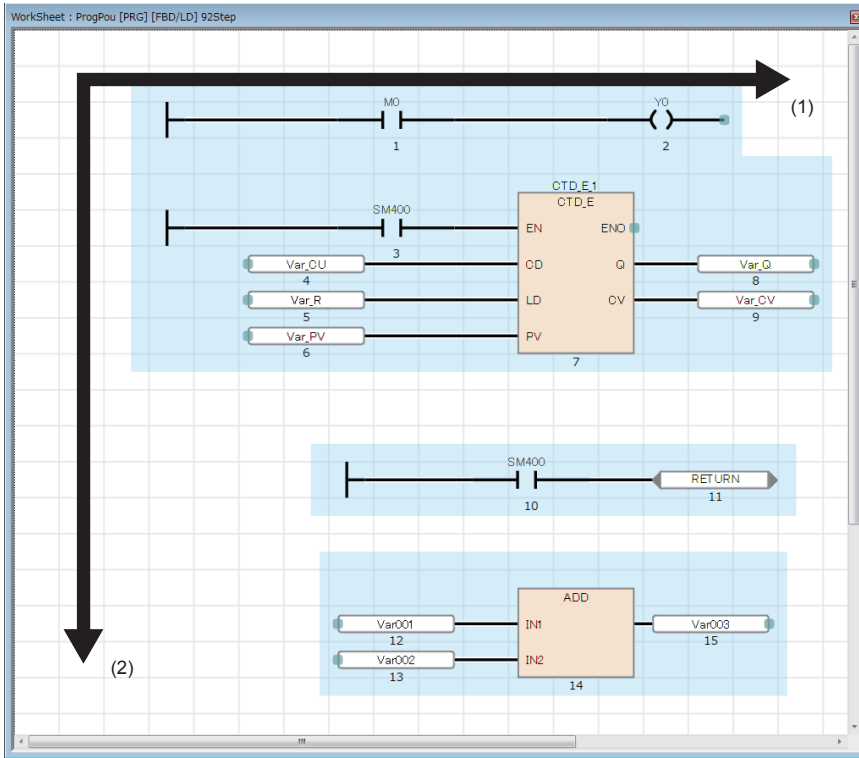 WorkSheet : ProgPou [PRG] [FBD/LD] 92Step
(1)
M0
Y0
1
2
CTD_E_1
CTD_E
SM400
EN
ENO
3
Var_CU
CD
Q
Var_Q
4
8
Var_R
LD
CV
Var_CV
5
9
Var_PV
PV
6
7
SM400
RETURN
10
11
ADD
Var001
IN1
Var003
12
15
Var002
IN2
13
14
(2)